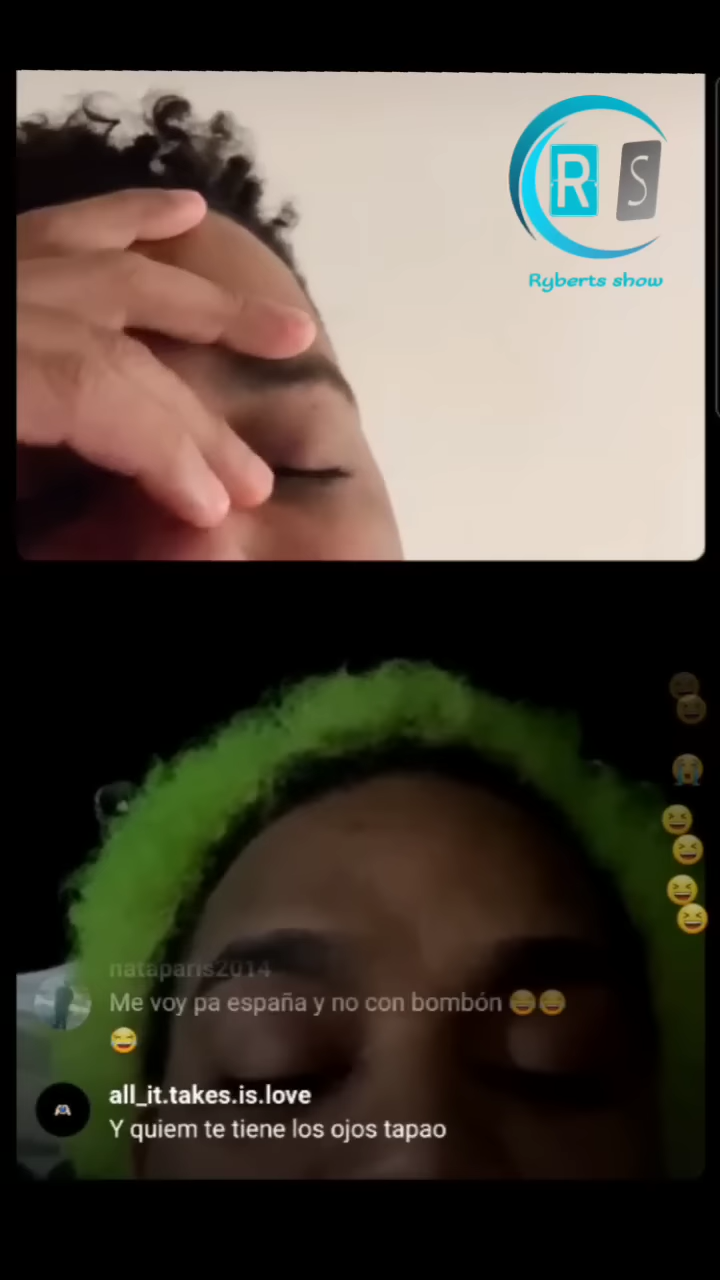 R S
Ryberts show
nataparis2014
Me voy pa españa y no con bombón 😂😂
😂
all_it.takes.is.love
Y quiem te tiene los ojos tapao